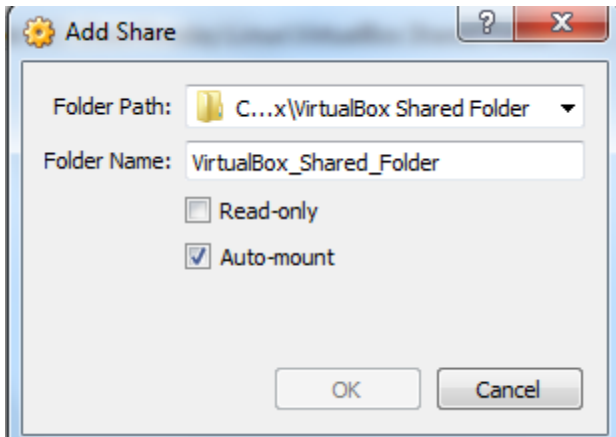 Add Share
Folder Path: C...x\VirtualBox Shared Folder
Folder Name: VirtualBox_Shared_Folder
Read-only
Auto-mount
OK Cancel